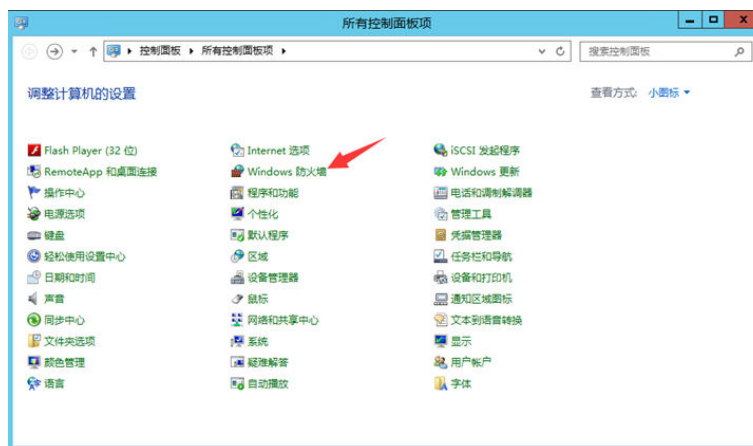 所有控制面板项
控制面板 所有控制面板项
搜索控制面板
调整计算机的设置
查看方式: 小图标
Flash Player (32 位) Internet 选项 iSCSI 发起程序
RemoteApp 和桌面连接 Windows 防火墙 Windows 更新
操作中心 程序和功能 电话和调制解调器
电源选项 个性化 管理工具
键盘 默认程序 凭据管理器
轻松使用设置中心 区域 任务栏和导航
日期和时间 设备管理器 设备和打印机
声音 鼠标 通知区域图标
同步中心 网络和共享中心 文本到语音转换
文件夹选项 系统 显示
颜色管理 疑难解答 用户帐户
语言 自动播放 字体